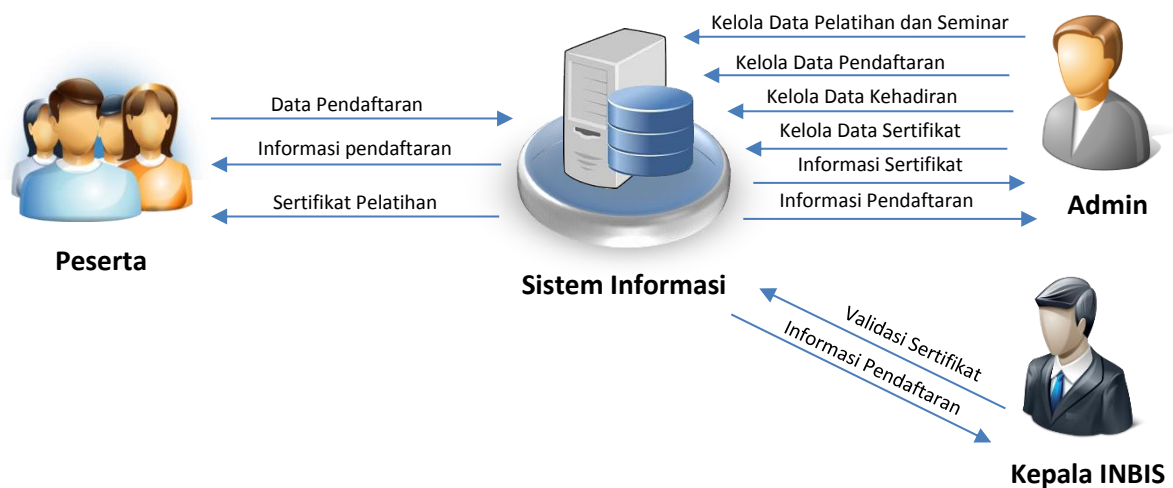 Kelola Data Pelatihan dan Seminar
Kelola Data Pendaftaran
Kelola Data Kehadiran
Kelola Data Sertifikat
Informasi Sertifikat
Informasi Pendaftaran
Admin
Data Pendaftaran
Informasi pendaftaran
Sertifikat Pelatihan
Peserta
Sistem Informasi
Validasi Sertifikat
Informasi Pendaftaran
Kepala INBIS